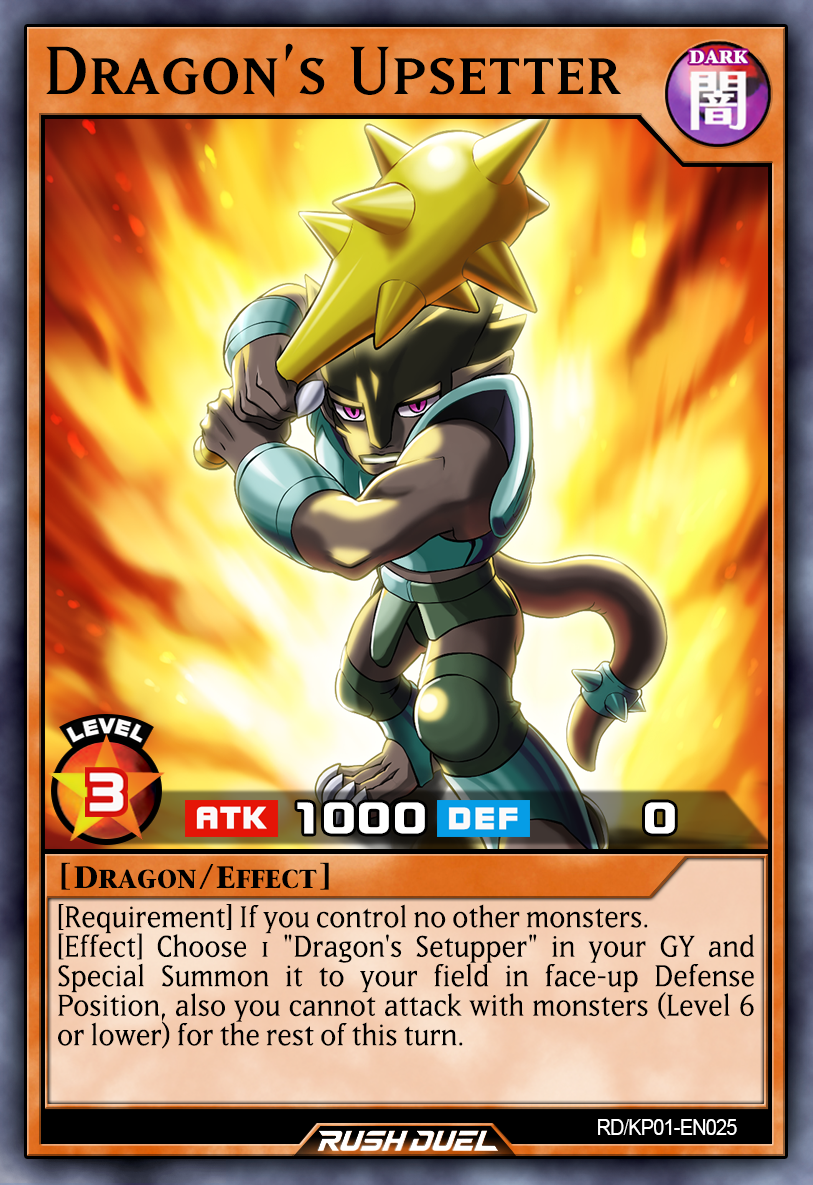 Dragon's Upsetter
DARK
闇
LEVEL
3
ATK 1000 DEF 0
[Dragon/Effect]
[Requirement] If you control no other monsters.
[Effect] Choose 1 "Dragon's Setupper" in your GY and
Special Summon it to your field in face-up Defense
Position, also you cannot attack with monsters (Level 6
or lower) for the rest of this turn.
RD/KP01-EN025
RUSH DUEL